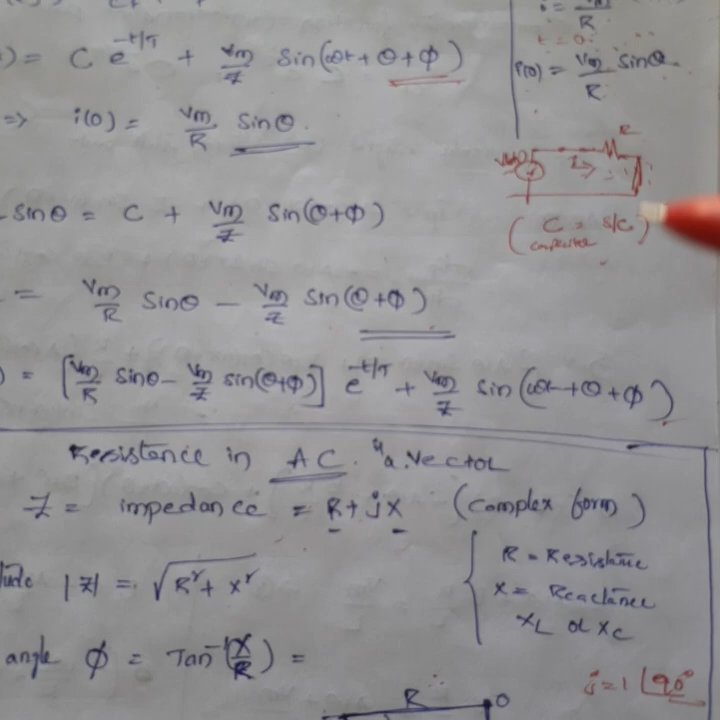 ) = C e^{-t/τ} + Vm/Z Sin(ωt + θ + φ)
=> i(0) = Vm/R Sinθ.
sinθ = C + Vm/Z Sin(θ+φ)
= Vm/R Sinθ - Vm/Z Sin(θ+φ)
) = [Vm/R Sinθ - Vm/Z sin(θ+φ)] e^{-t/τ} + Vm/Z sin(ωt + θ + φ)
i = Vm/R
t = 0
i(0) = Vm/R Sinθ
R
(C = S/C)
capacitor
Resistance in AC. is a vector
Z = impedance = R + jX (complex form)
|Z| = √R² + X²
R = Resistance
X = Reactance
XL or XC
angle φ = Tan⁻¹(X/R) =
j = 1 ∠90°
R